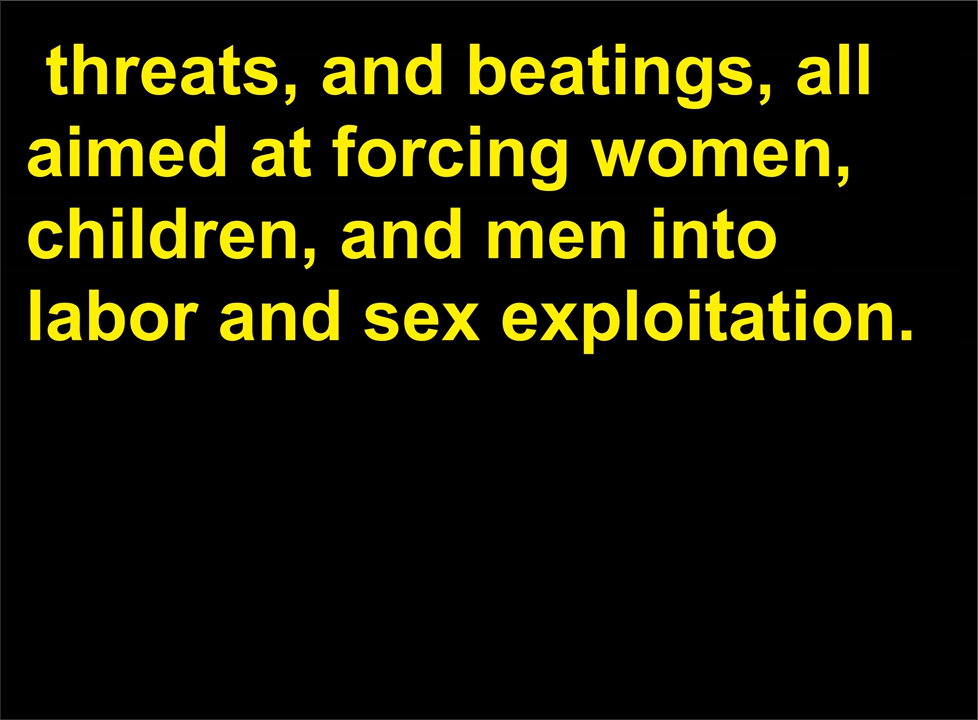 threats, and beatings, all
aimed at forcing women,
children, and men into
labor and sex exploitation.